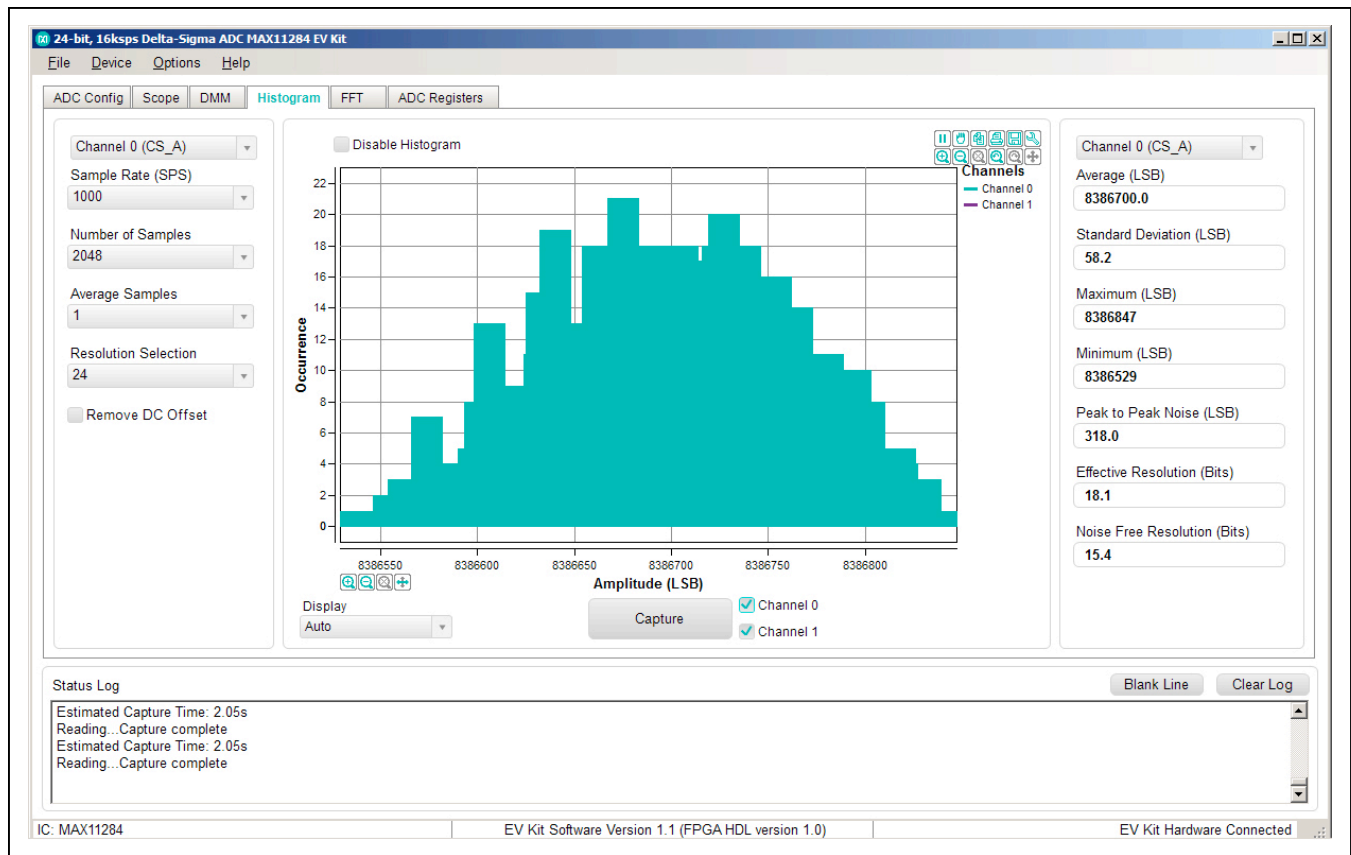 24-bit, 16ksps Delta-Sigma ADC MAX11284 EV Kit
File Device Options Help
ADC Config Scope DMM Histogram FFT ADC Registers
Channel 0 (CS_A)
Sample Rate (SPS)
1000
Number of Samples
2048
Average Samples
1
Resolution Selection
24
Remove DC Offset
Disable Histogram
Channels
Channel 0
Channel 1
22
20
18
16
14
12
10
8
6
4
2
0
Occurrence
8386550 8386600 8386650 8386700 8386750 8386800
Amplitude (LSB)
Display
Auto
Capture
Channel 0
Channel 1
Channel 0 (CS_A)
Average (LSB)
8386700.0
Standard Deviation (LSB)
58.2
Maximum (LSB)
8386847
Minimum (LSB)
8386529
Peak to Peak Noise (LSB)
318.0
Effective Resolution (Bits)
18.1
Noise Free Resolution (Bits)
15.4
Status Log
Blank Line Clear Log
Estimated Capture Time: 2.05s
Reading...Capture complete
Estimated Capture Time: 2.05s
Reading...Capture complete
IC: MAX11284 EV Kit Software Version 1.1 (FPGA HDL version 1.0) EV Kit Hardware Connected